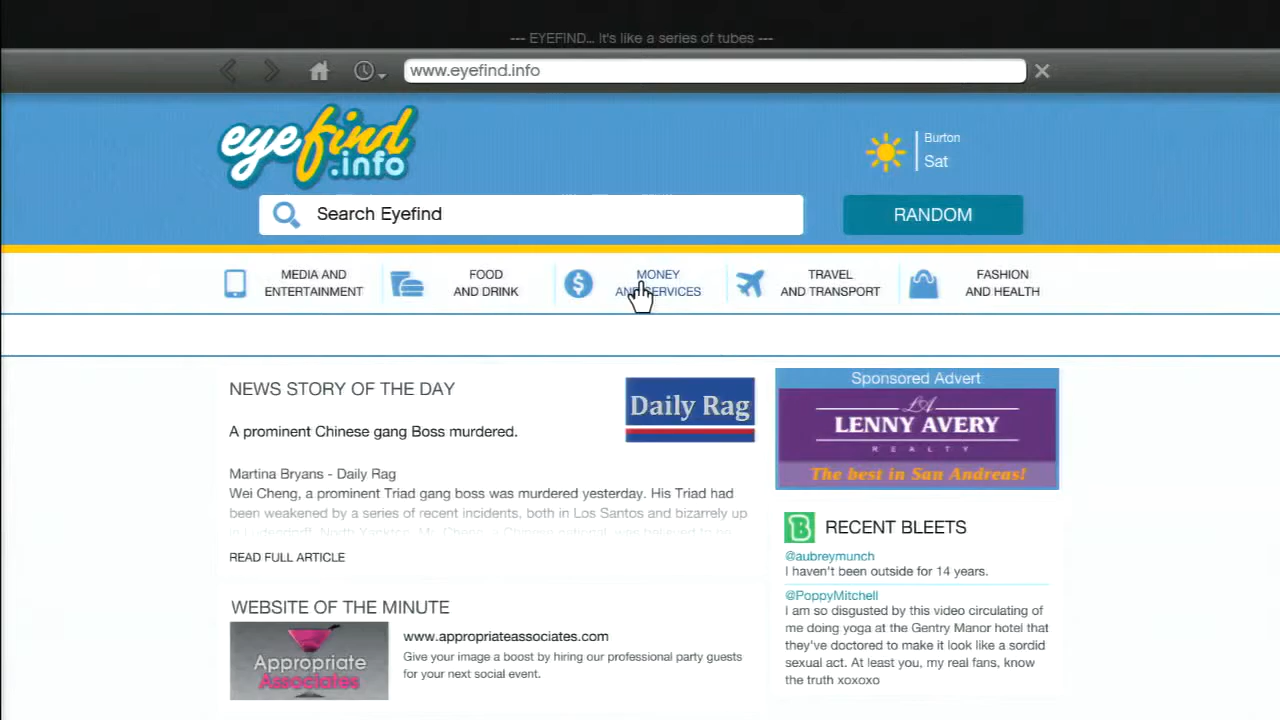 --- EYEFIND... It's like a series of tubes ---
www.eyefind.info
eyefind
.info
Burton
Sat
Search Eyefind
RANDOM
MEDIA AND
ENTERTAINMENT
FOOD
AND DRINK
MONEY
AND SERVICES
TRAVEL
AND TRANSPORT
FASHION
AND HEALTH
NEWS STORY OF THE DAY
Daily Rag
A prominent Chinese gang Boss murdered.
Martina Bryans - Daily Rag
Wei Cheng, a prominent Triad gang boss was murdered yesterday. His Triad had
been weakened by a series of recent incidents, both in Los Santos and bizarrely up
in Ludendorff, North Yankton. Mr. Cheng, a Chinese national, was believed to be
READ FULL ARTICLE
WEBSITE OF THE MINUTE
Appropriate
Associates
www.appropriateassociates.com
Give your image a boost by hiring our professional party guests
for your next social event.
Sponsored Advert
LA
LENNY AVERY
REALTY
The best in San Andreas!
B
RECENT BLEETS
@aubreymunch
I haven't been outside for 14 years.
@PoppyMitchell
I am so disgusted by this video circulating of
me doing yoga at the Gentry Manor hotel that
they've doctored to make it look like a sordid
sexual act. At least you, my real fans, know
the truth xoxoxo